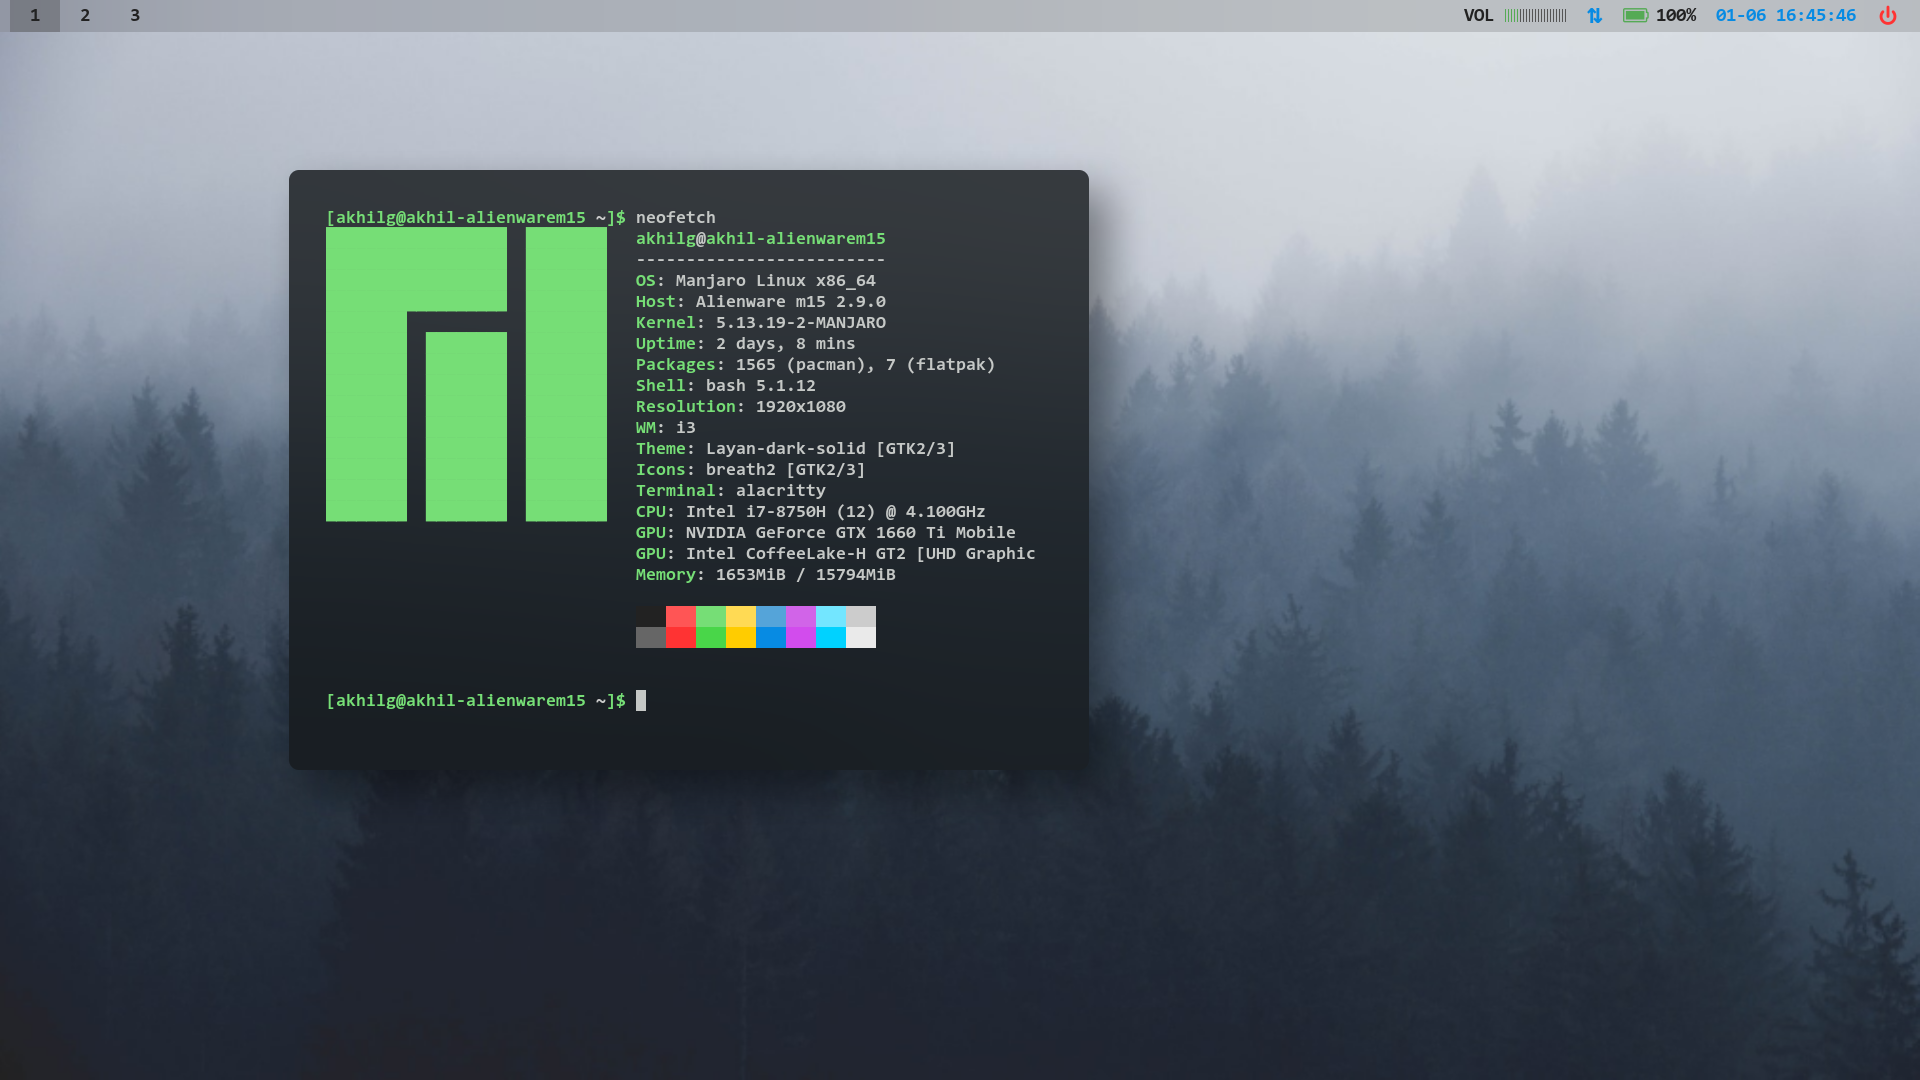 1 2 3 VOL 100% 01-06 16:45:46
[akhilg@akhil-alienwarem15 ~]$ neofetch
akhilg@akhil-alienwarem15
-------------------------
OS: Manjaro Linux x86_64
Host: Alienware m15 2.9.0
Kernel: 5.13.19-2-MANJARO
Uptime: 2 days, 8 mins
Packages: 1565 (pacman), 7 (flatpak)
Shell: bash 5.1.12
Resolution: 1920x1080
WM: i3
Theme: Layan-dark-solid [GTK2/3]
Icons: breath2 [GTK2/3]
Terminal: alacritty
CPU: Intel i7-8750H (12) @ 4.100GHz
GPU: NVIDIA GeForce GTX 1660 Ti Mobile
GPU: Intel CoffeeLake-H GT2 [UHD Graphic
Memory: 1653MiB / 15794MiB
[akhilg@akhil-alienwarem15 ~]$